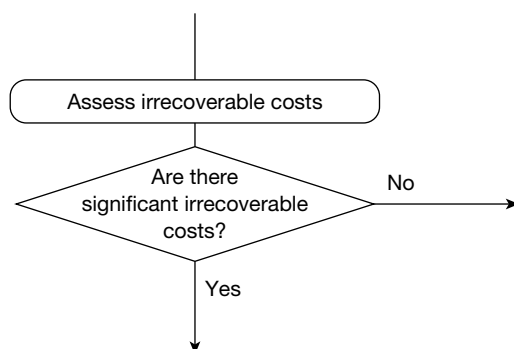 Assess irrecoverable costs
Are there
significant irrecoverable
costs?
No
Yes